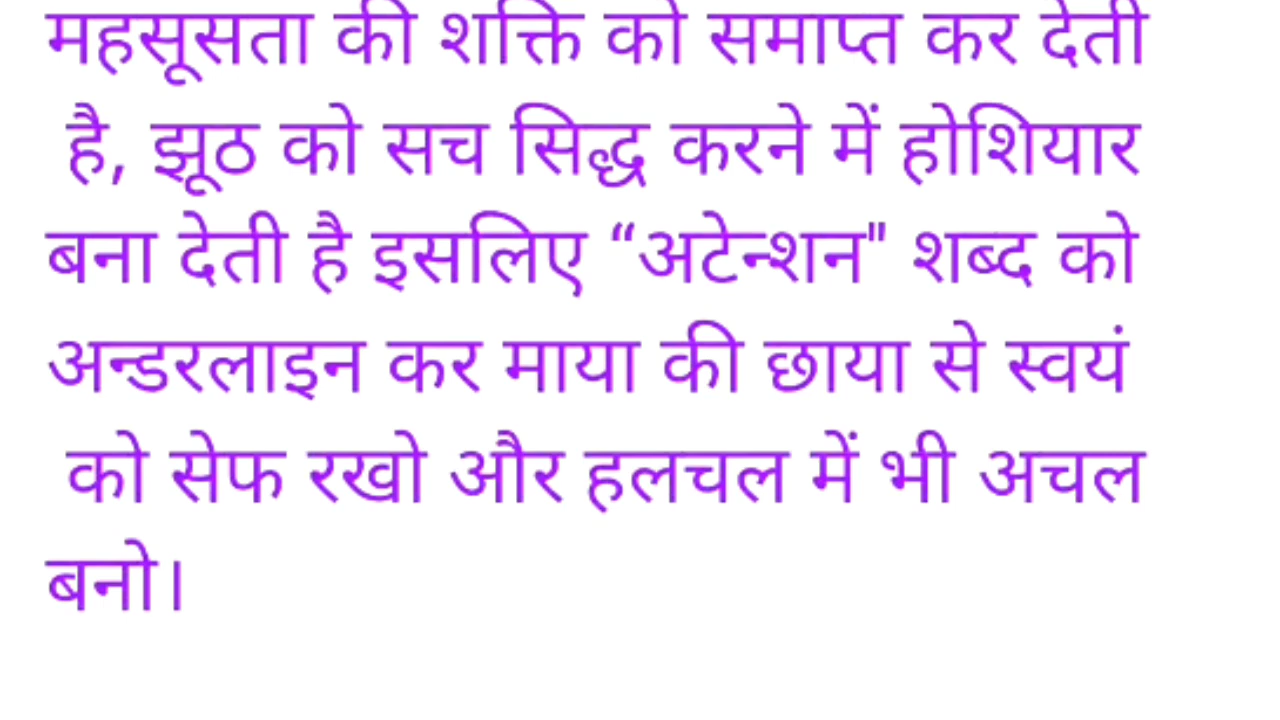 महसूसता की शक्ति को समाप्त कर देती
है, झूठ को सच सिद्ध करने में होशियार
बना देती है इसलिए “अटेन्शन" शब्द को
अन्डरलाइन कर माया की छाया से स्वयं
को सेफ रखो और हलचल में भी अचल
बनो।